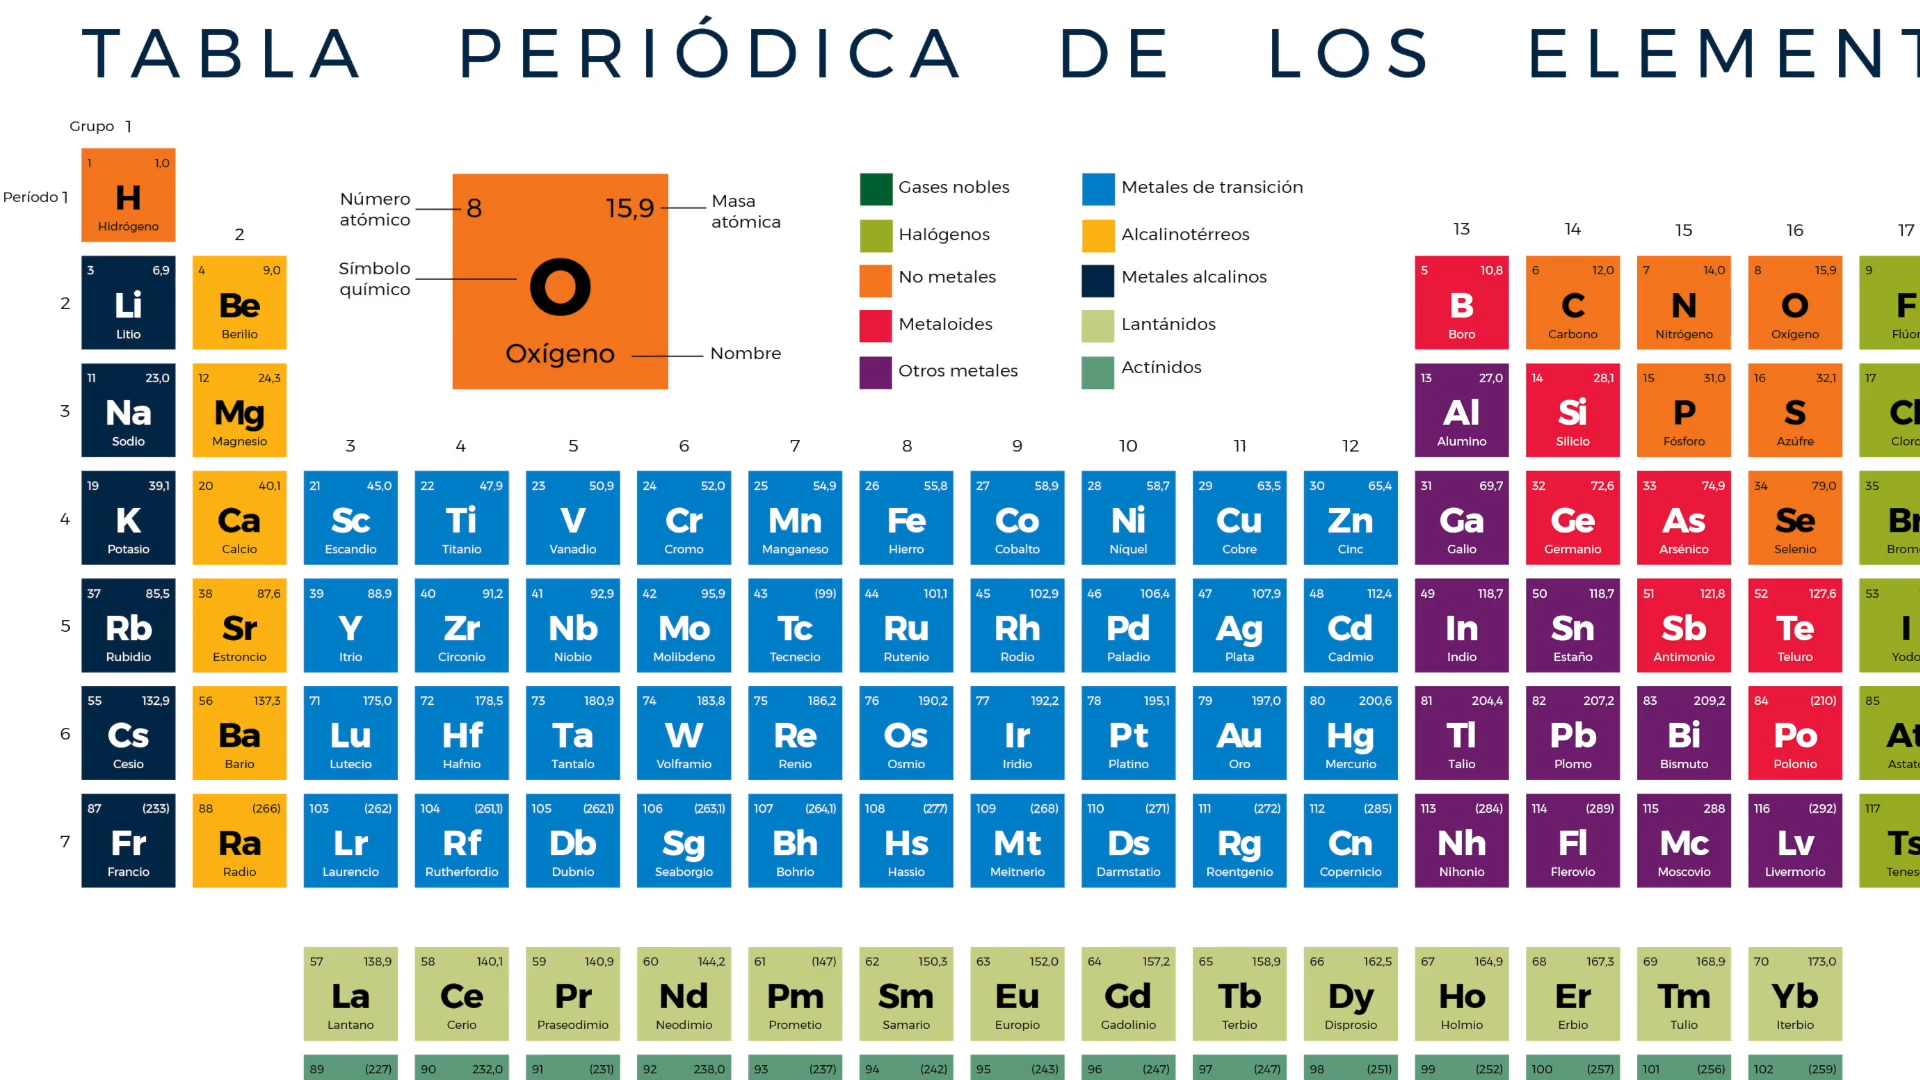 TABLA PERIÓDICA DE LOS ELEMENT
Grupo 1
Período 1
1 1,0
H
Hidrógeno
2
Número atómico
8 15,9
Masa atómica
Símbolo químico
O
Oxígeno
Nombre
Gases nobles
Halógenos
No metales
Metaloides
Otros metales
Metales de transición
Alcalinotérreos
Metales alcalinos
Lantánidos
Actínidos
13 14 15 16 17
2
3 6,9 4 9,0 5 10,8 6 12,0 7 14,0 8 15,9 9
Li Be B C N O F
Litio Berilio Boro Carbono Nitrógeno Oxígeno Flúor
3
11 23,0 12 24,3 13 27,0 14 28,1 15 31,0 16 32,1 17
Na Mg Al Si P S Cl
Sodio Magnesio Alumino Silicio Fósforo Azúfre Cloro
3 4 5 6 7 8 9 10 11 12
4
19 39,1 20 40,1 21 45,0 22 47,9 23 50,9 24 52,0 25 54,9 26 55,8 27 58,9 28 58,7 29 63,5 30 65,4 31 69,7 32 72,6 33 74,9 34 79,0 35
K Ca Sc Ti V Cr Mn Fe Co Ni Cu Zn Ga Ge As Se Br
Potasio Calcio Escandio Titanio Vanadio Cromo Manganeso Hierro Cobalto Níquel Cobre Cinc Galio Germanio Arsénico Selenio Brom
5
37 85,5 38 87,6 39 88,9 40 91,2 41 92,9 42 95,9 43 (99) 44 101,1 45 102,9 46 106,4 47 107,9 48 112,4 49 118,7 50 118,7 51 121,8 52 127,6 53
Rb Sr Y Zr Nb Mo Tc Ru Rh Pd Ag Cd In Sn Sb Te I
Rubidio Estroncio Itrio Circonio Niobio Molibdeno Tecnecio Rutenio Rodio Paladio Plata Cadmio Indio Estaño Antimonio Teluro Yodo
6
55 132,9 56 137,3 71 175,0 72 178,5 73 180,9 74 183,8 75 186,2 76 190,2 77 192,2 78 195,1 79 197,0 80 200,6 81 204,4 82 207,2 83 209,2 84 (210) 85
Cs Ba Lu Hf Ta W Re Os Ir Pt Au Hg Tl Pb Bi Po At
Cesio Bario Lutecio Hafnio Tantalo Volframio Renio Osmio Iridio Platino Oro Mercurio Talio Plomo Bismuto Polonio Astat
7
87 (233) 88 (266) 103 (262) 104 (261,1) 105 (262,1) 106 (263,1) 107 (264,1) 108 (277) 109 (268) 110 (271) 111 (272) 112 (285) 113 (284) 114 (289) 115 288 116 (292) 117
Fr Ra Lr Rf Db Sg Bh Hs Mt Ds Rg Cn Nh Fl Mc Lv Ts
Francio Radio Laurencio Rutherfordio Dubnio Seaborgio Bohrio Hassio Meitnerio Darmstatio Roentgenio Copernicio Nihonio Flerovio Moscovio Livermorio Tenes
57 138,9 58 140,1 59 140,9 60 144,2 61 (147) 62 150,3 63 152,0 64 157,2 65 158,9 66 162,5 67 164,9 68 167,3 69 168,9 70 173,0
La Ce Pr Nd Pm Sm Eu Gd Tb Dy Ho Er Tm Yb
Lantano Cerio Praseodimio Neodimio Prometio Samario Europio Gadolinio Terbio Disprosio Holmio Erbio Tulio Iterbio
89 (227) 90 232,0 91 (231) 92 238,0 93 (237) 94 (242) 95 (243) 96 (247) 97 (247) 98 (251) 99 (252) 100 (257) 101 (256) 102 (259)